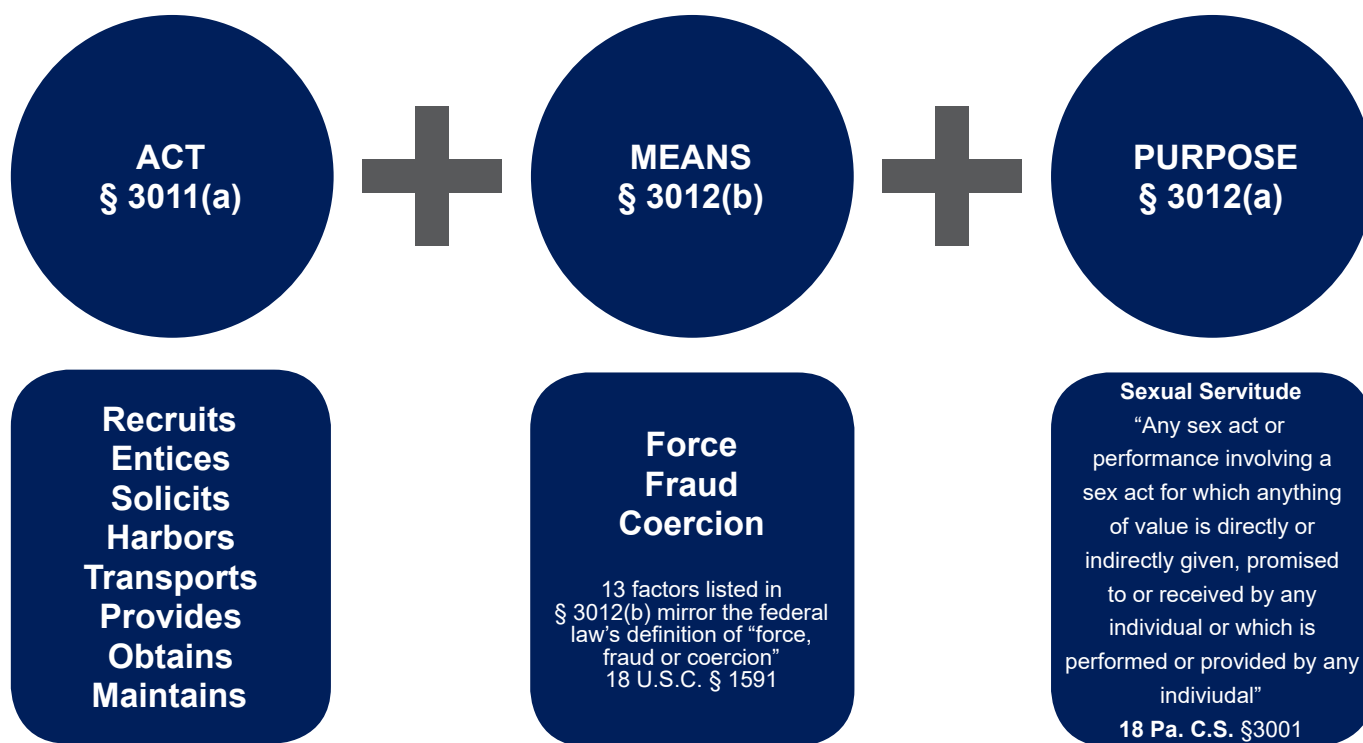 ACT
§ 3011(a)
MEANS
§ 3012(b)
PURPOSE
§ 3012(a)
Recruits
Entices
Solicits
Harbors
Transports
Provides
Obtains
Maintains
Force
Fraud
Coercion
13 factors listed in
§ 3012(b) mirror the federal
law’s definition of “force,
fraud or coercion”
18 U.S.C. § 1591
Sexual Servitude
“Any sex act or
performance involving a
sex act for which anything
of value is directly or
indirectly given, promised
to or received by any
individual or which is
performed or provided by any
indiviudal”
18 Pa. C.S. §3001